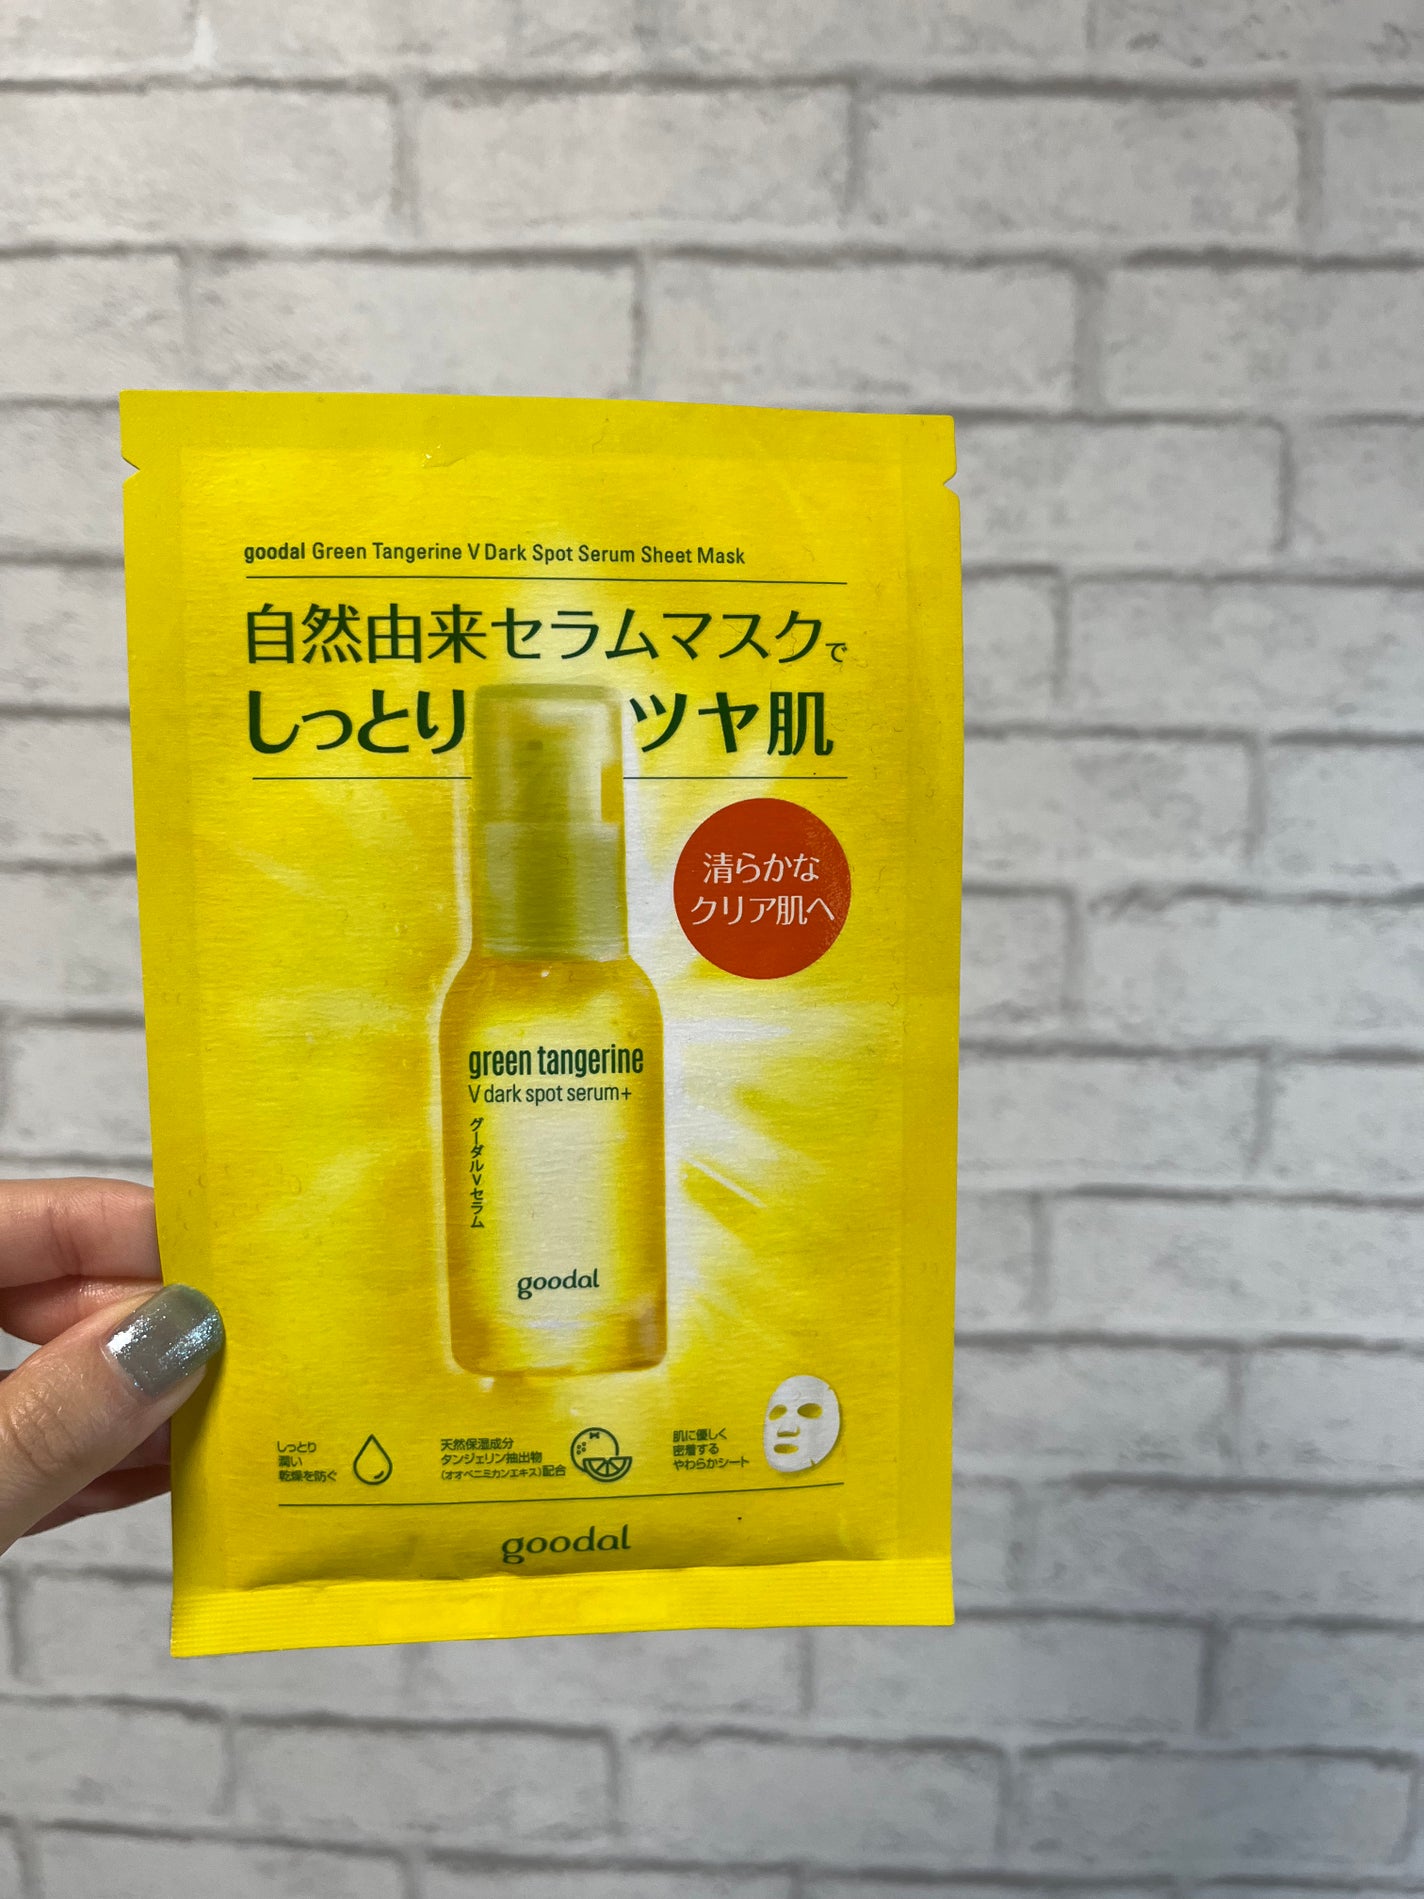 goodal Green Tangerine V Dark Spot Serum Sheet Mask
自然由来セラムマスクで
しっとり ツヤ肌
清らかな
クリア肌へ
green tangerine
V dark spot serum+
グーダルVセラム
goodal
しっとり
潤い
乾燥を防ぐ
天然保湿成分
タンジェリン抽出物
(オオベニミカンエキス)配合
肌に優しく
密着する
やわらかシート
goodal